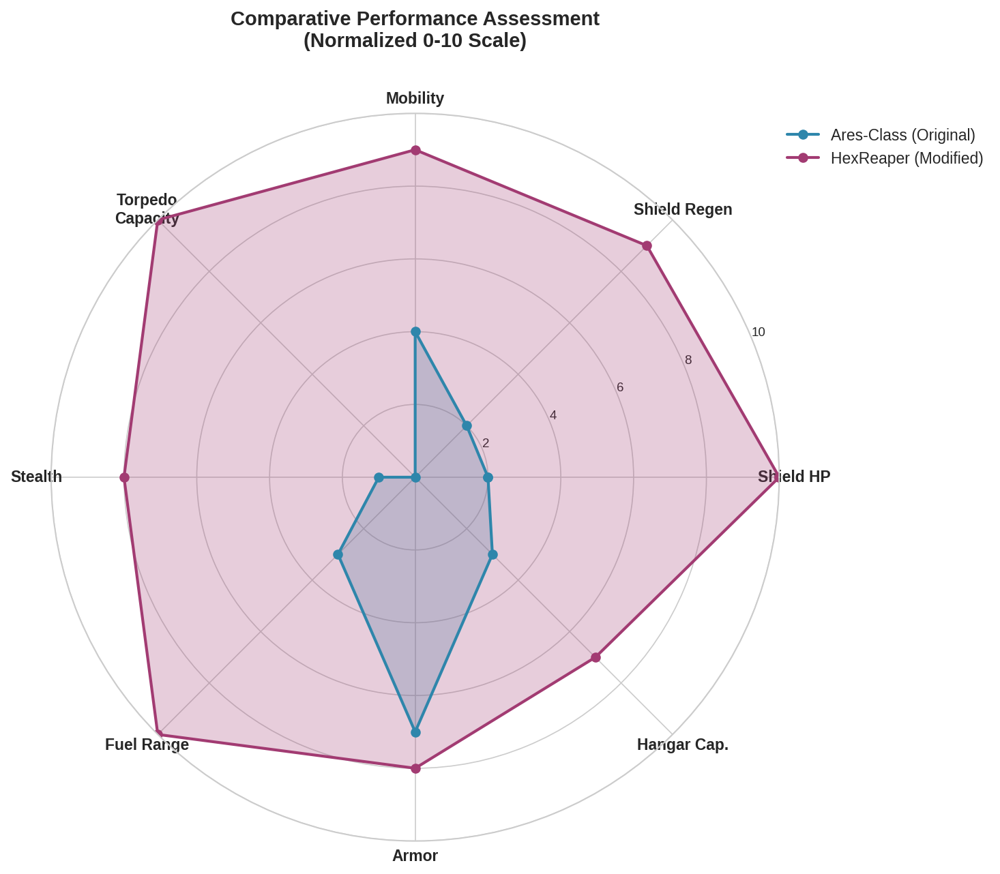 Comparative Performance Assessment
(Normalized 0-10 Scale)
Mobility
Ares-Class (Original)
HexReaper (Modified)
Torpedo
Capacity
Shield Regen
10
8
6
4
2
Stealth
Shield HP
Fuel Range
Hangar Cap.
Armor